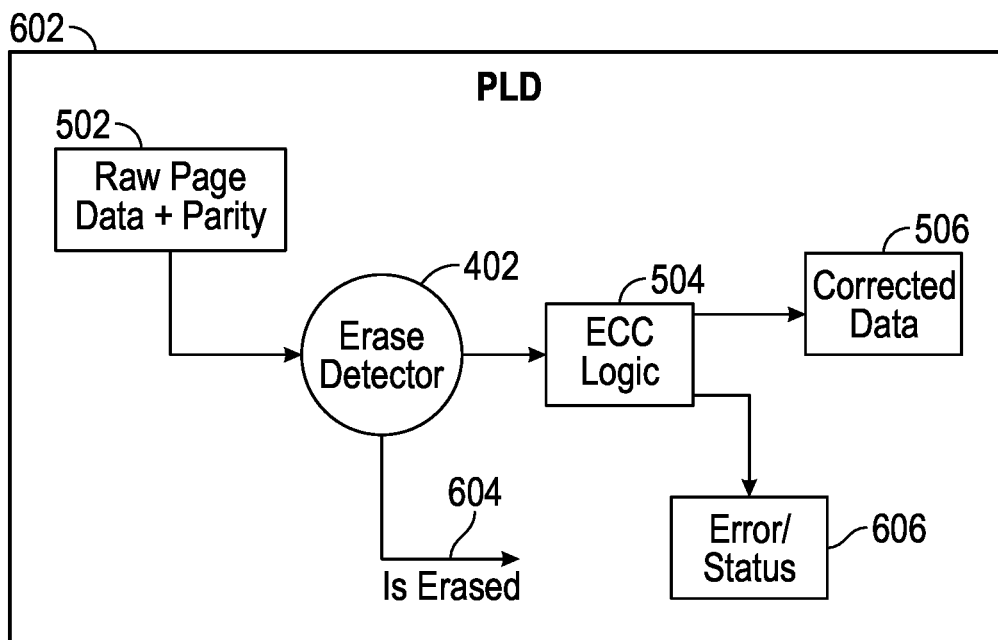 602
PLD
502
Raw Page
Data + Parity
402
Erase
Detector
504
ECC
Logic
506
Corrected
Data
604
Is Erased
Error/
Status
606